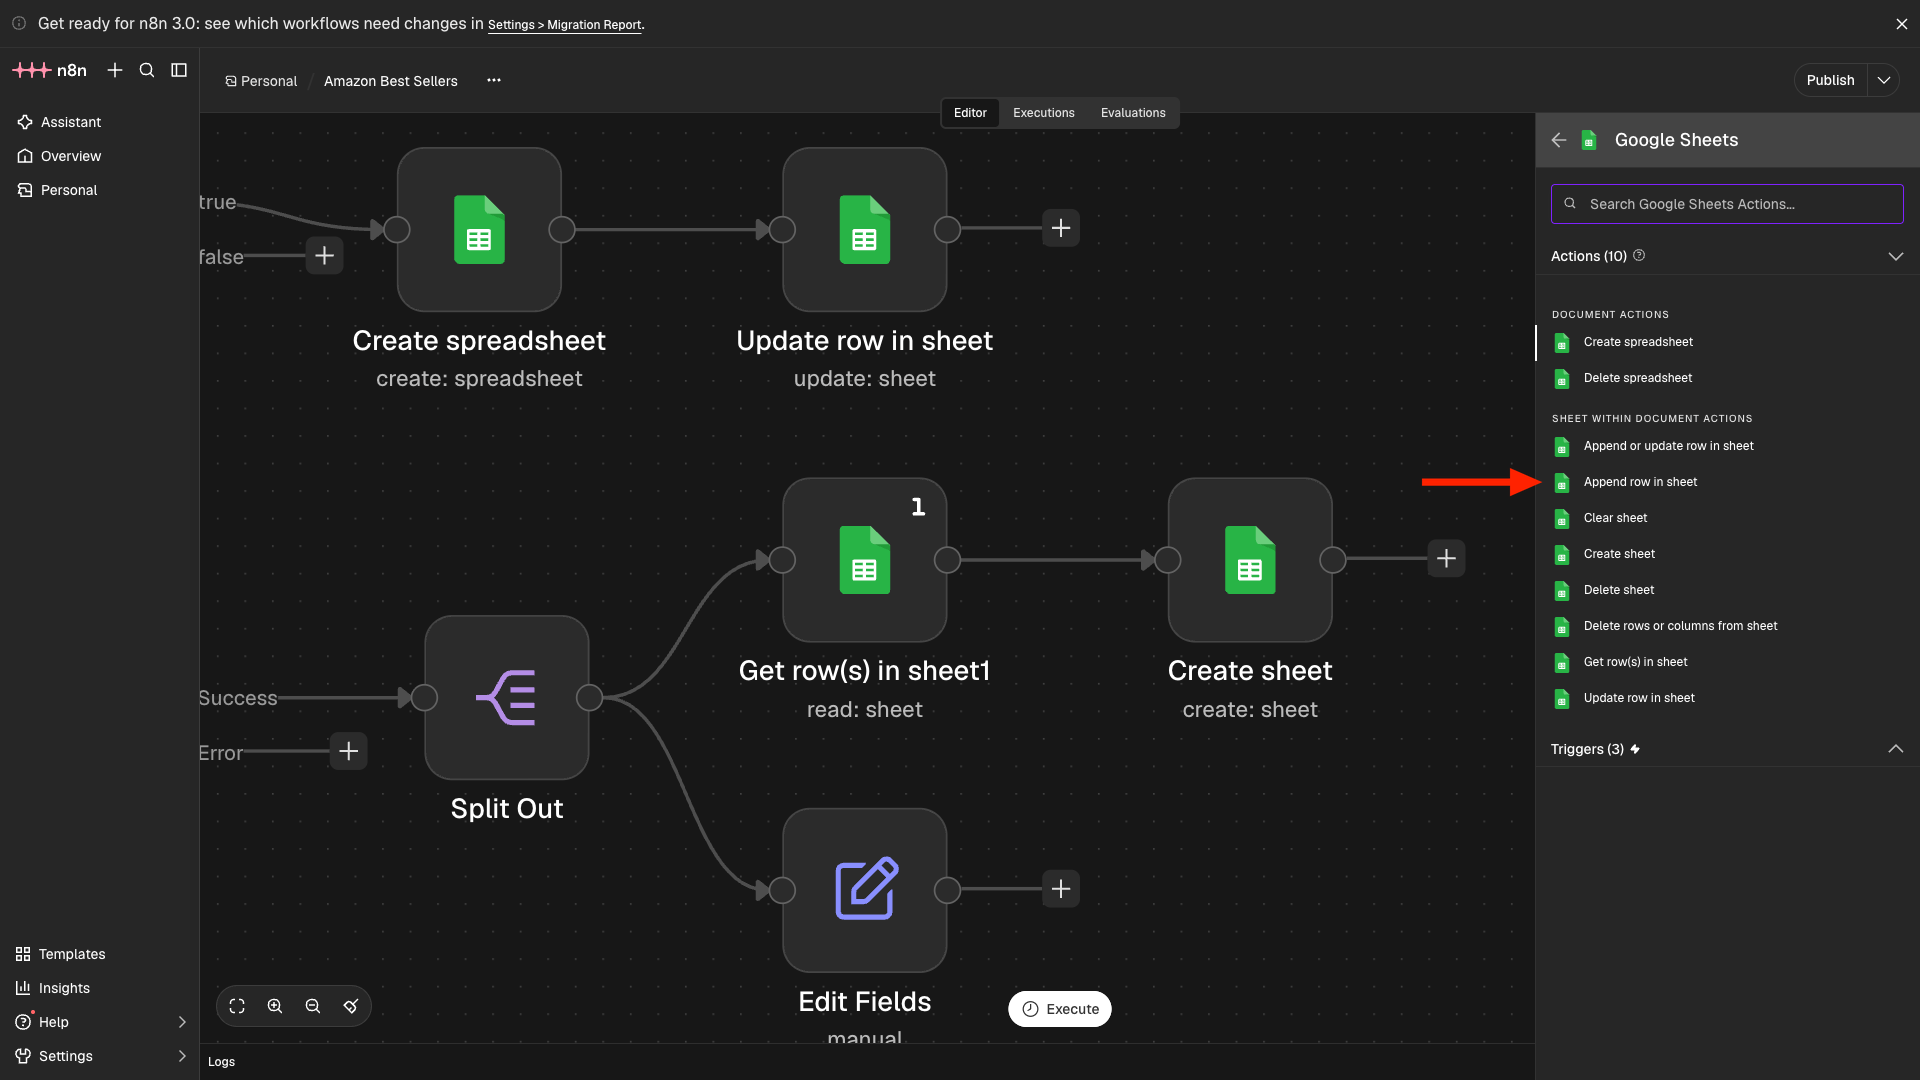 Get ready for n8n 3.0: see which workflows need changes in Settings > Migration Report.
n8n
Assistant
Overview
Personal
Templates
Insights
Help
Settings
Personal / Amazon Best Sellers
Publish
Editor
Executions
Evaluations
true
false
Create spreadsheet
create: spreadsheet
Update row in sheet
update: sheet
1
Get row(s) in sheet1
read: sheet
Create sheet
create: sheet
Success
Error
Split Out
Edit Fields
manual
Execute
Logs
Google Sheets
Search Google Sheets Actions...
Actions (10)
DOCUMENT ACTIONS
Create spreadsheet
Delete spreadsheet
SHEET WITHIN DOCUMENT ACTIONS
Append or update row in sheet
Append row in sheet
Clear sheet
Create sheet
Delete sheet
Delete rows or columns from sheet
Get row(s) in sheet
Update row in sheet
Triggers (3)